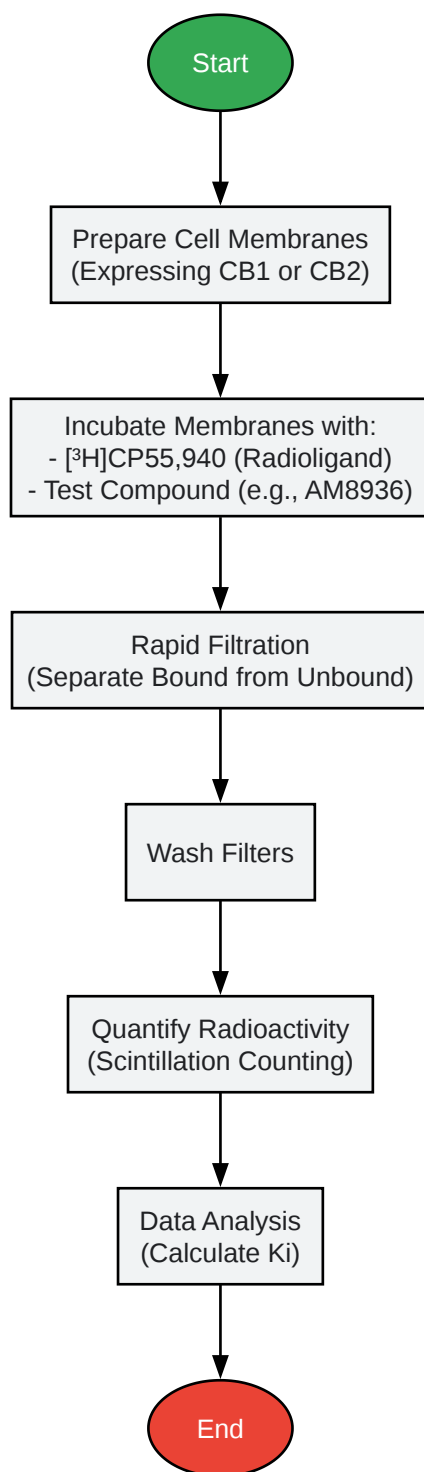 Start
Prepare Cell Membranes
(Expressing CB1 or CB2)
Incubate Membranes with:
- [³H]CP55,940 (Radioligand)
- Test Compound (e.g., AM8936)
Rapid Filtration
(Separate Bound from Unbound)
Wash Filters
Quantify Radioactivity
(Scintillation Counting)
Data Analysis
(Calculate Ki)
End